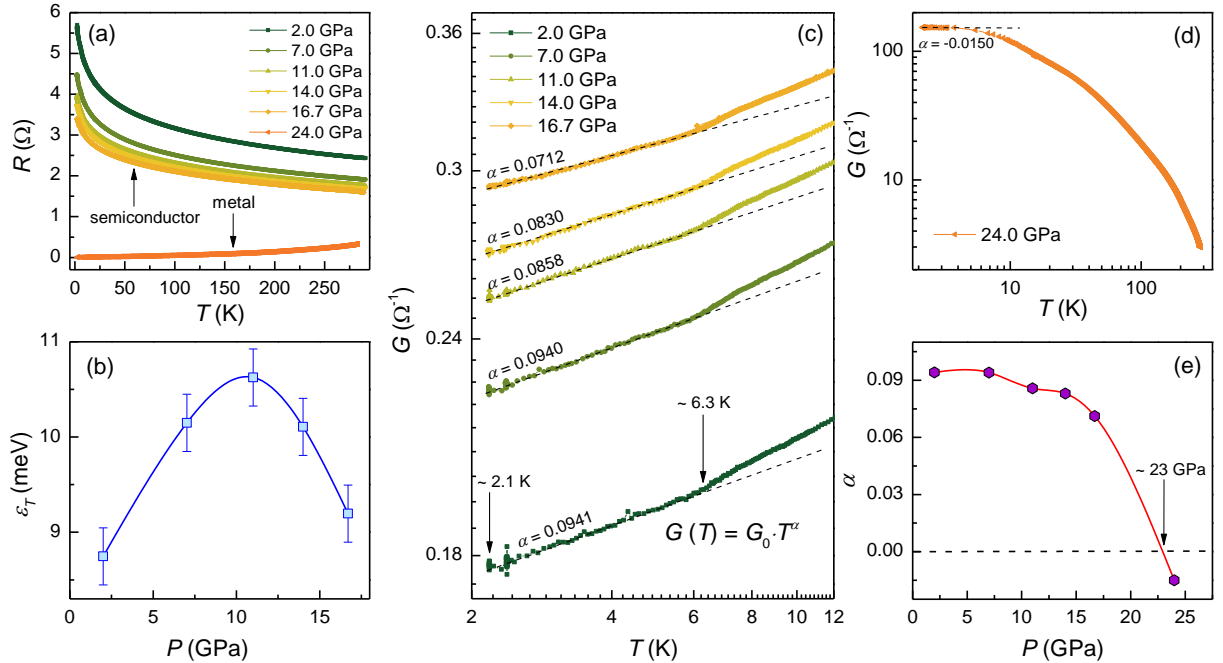 (a)
2.0 GPa
7.0 GPa
11.0 GPa
14.0 GPa
16.7 GPa
24.0 GPa
semiconductor
metal
R (Ω)
6
5
4
3
2
1
0
0 50 100 150 200 250
T (K)
(b)
ε_T (meV)
11
10
9
0 5 10 15
P (GPa)
(c)
2.0 GPa
7.0 GPa
11.0 GPa
14.0 GPa
16.7 GPa
α = 0.0712
α = 0.0830
α = 0.0858
α = 0.0940
α = 0.0941
~ 2.1 K
~ 6.3 K
G (T) = G₀·T^α
G (Ω⁻¹)
0.36
0.3
0.24
0.18
2 4 6 8 10 12
T (K)
(d)
α = -0.0150
24.0 GPa
G (Ω⁻¹)
100
10
10 100
T (K)
(e)
~ 23 GPa
α
0.09
0.06
0.03
0.00
0 5 10 15 20 25
P (GPa)